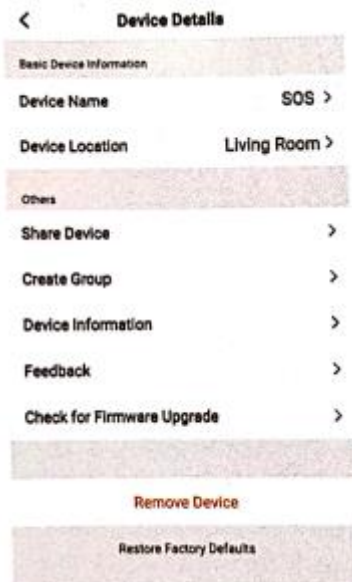 Device Details
Basic Device Information
Device Name SOS >
Device Location Living Room >
Others
Share Device >
Create Group >
Device Information >
Feedback >
Check for Firmware Upgrade >
Remove Device
Restore Factory Defaults